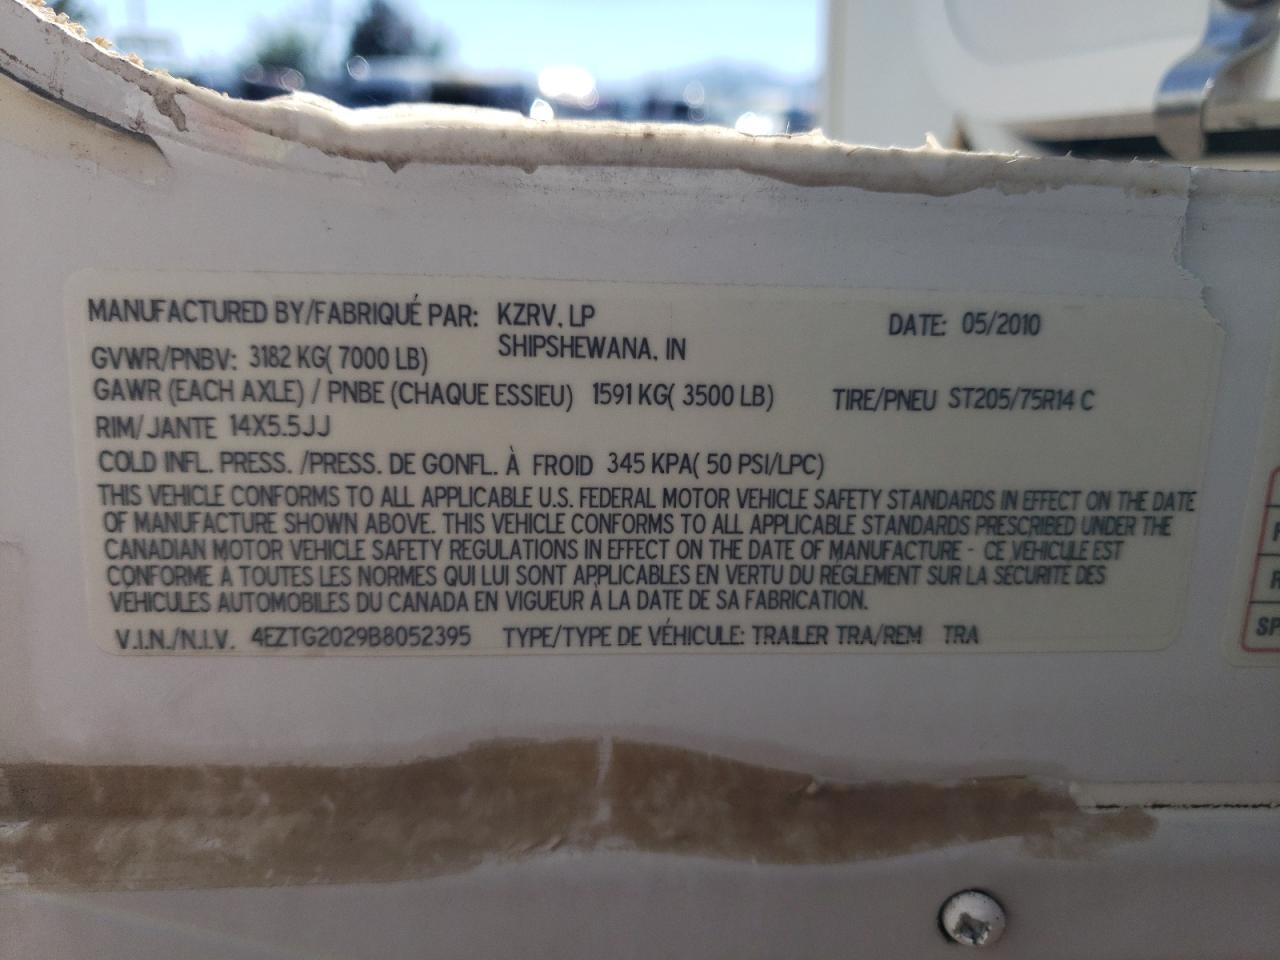 MANUFACTURED BY/FABRIQUÉ PAR: KZRV, LP DATE: 05/2010
SHIPSHEWANA, IN
GVWR/PNBV: 3182 KG( 7000 LB)
GAWR (EACH AXLE) / PNBE (CHAQUE ESSIEU) 1591 KG( 3500 LB) TIRE/PNEU ST205/75R14 C
RIM/JANTE 14X5.5JJ
COLD INFL. PRESS. /PRESS. DE GONFL. À FROID 345 KPA( 50 PSI/LPC)
THIS VEHICLE CONFORMS TO ALL APPLICABLE U.S. FEDERAL MOTOR VEHICLE SAFETY STANDARDS IN EFFECT ON THE DATE
OF MANUFACTURE SHOWN ABOVE. THIS VEHICLE CONFORMS TO ALL APPLICABLE STANDARDS PRESCRIBED UNDER THE
CANADIAN MOTOR VEHICLE SAFETY REGULATIONS IN EFFECT ON THE DATE OF MANUFACTURE - CE VÉHICULE EST
CONFORME À TOUTES LES NORMES QUI LUI SONT APPLICABLES EN VERTU DU RÈGLEMENT SUR LA SÉCURITÉ DES
VÉHICULES AUTOMOBILES DU CANADA EN VIGUEUR À LA DATE DE SA FABRICATION.
V.I.N./N.I.V. 4EZTG2029B8052395 TYPE/TYPE DE VÉHICULE: TRAILER TRA/REM TRA
SP